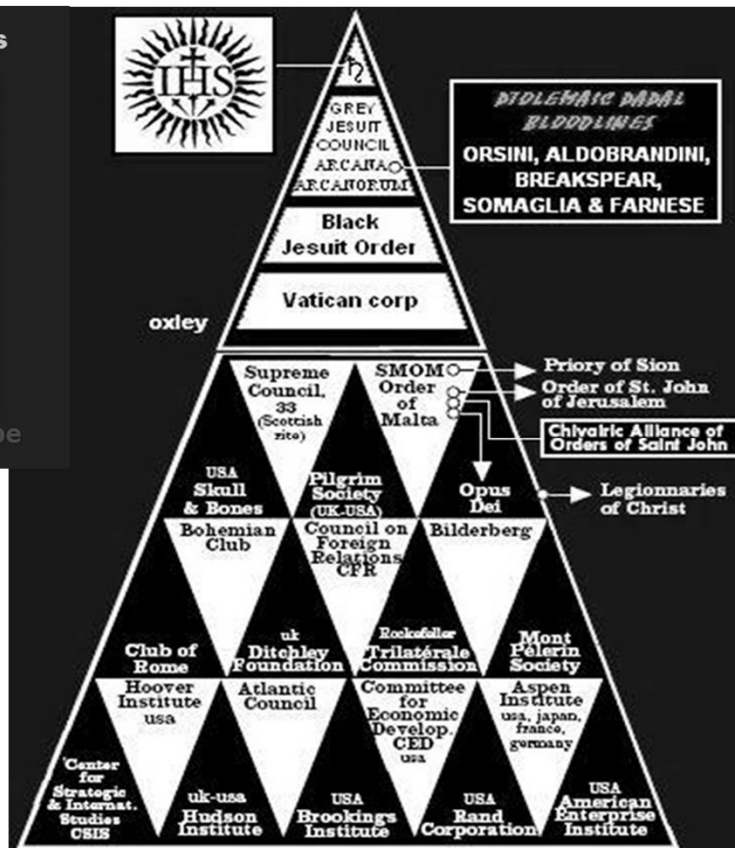 s
IHS
♄
GREY
JESUIT
COUNCIL
ARCANA
ARCANORUM
PTOLEMAIC PAPAL
BLOODLINES
ORSINI, ALDOBRANDINI,
BREAKSPEAR,
SOMAGLIA & FARNESE
Black
Jesuit Order
Vatican corp
oxley
pe
Supreme
Council,
33
(Scottish
rite)
SMOM
Order
of
Malta
Priory of Sion
Order of St. John
of Jerusalem
Chivalric Alliance of
Orders of Saint John
USA
Skull
& Bones
Pilgrim
Society
(UK-USA)
Opus
Dei
Legionnaries
of Christ
Bohemian
Club
Council on
Foreign
Relations
CFR
Bilderberg
Club of
Rome
uk
Ditchley
Foundation
Rockefeller
Trilatérale
Commission
Mont
Pélerin
Society
Hoover
Institute
usa
Atlantic
Council
Committee
for
Economic
Develop.
CED
usa
Aspen
Institute
usa, japan,
france,
germany
Center
for
Strategic
& Internat.
Studies
CSIS
uk-usa
Hudson
Institute
USA
Brookings
Institute
USA
Rand
Corporation
USA
American
Enterprise
Institute